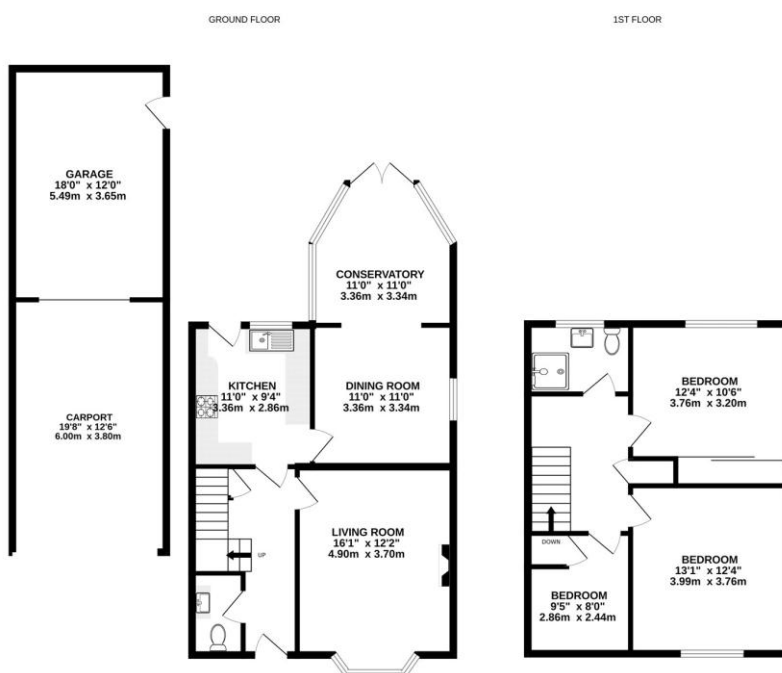 GROUND FLOOR
1ST FLOOR
GARAGE
18'0" x 12'0"
5.49m x 3.65m
CONSERVATORY
11'0" x 11'0"
3.36m x 3.34m
KITCHEN
11'0" x 9'4"
3.36m x 2.86m
DINING ROOM
11'0" x 11'0"
3.36m x 3.34m
CARPORT
19'8" x 12'6"
6.00m x 3.80m
LIVING ROOM
16'1" x 12'2"
4.90m x 3.70m
UP
BEDROOM
12'4" x 10'6"
3.76m x 3.20m
DOWN
BEDROOM
13'1" x 12'4"
3.99m x 3.76m
BEDROOM
9'5" x 8'0"
2.86m x 2.44m